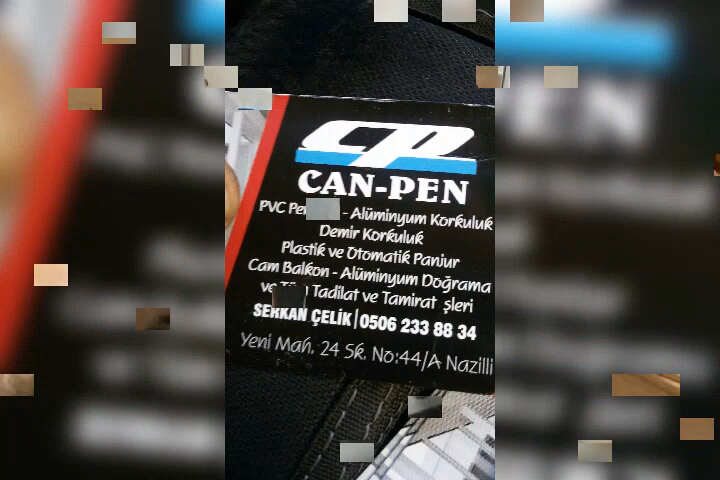 CP
CAN-PEN
PVC - Alüminyum Korkuluk
Demir Korkuluk
Plastik ve Otomatik Panjur
Cam Balkon - Alüminyum Doğrama
ve Tadilat ve Tamirat şleri
SERKAN ÇELİK | 0506 233 88 34
Yeni Mah. 24 Sk. No:44/A Nazilli